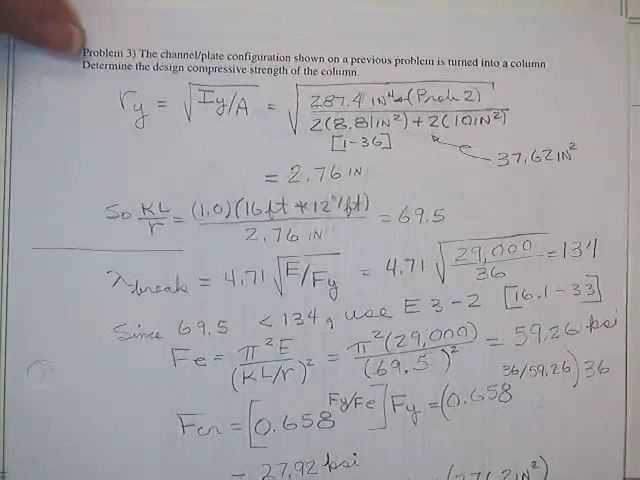 Problem 3) The channel/plate configuration shown on a previous problem is turned into a column
Determine the design compressive strength of the column.
ry = √Iy/A = √287.4 IN⁴ (Prob 2) / 2(8.81IN²) + 2(10IN²)
[1-36]
37.62IN²
= 2.76 IN
So KL/r = (1.0)(16ft * 12"/ft) / 2.76 IN = 69.5
λbreak = 4.71 √E/Fy = 4.71 √29,000/36 = 134
Since 69.5 < 134, use E3-2 [16.1-33]
Fe = π²E/(KL/r)² = π²(29,000)/(69.5)² = 59.26 ksi
Fcr = [0.658^Fy/Fe] Fy = (0.658^36/59.26) 36
= 27.92 ksi